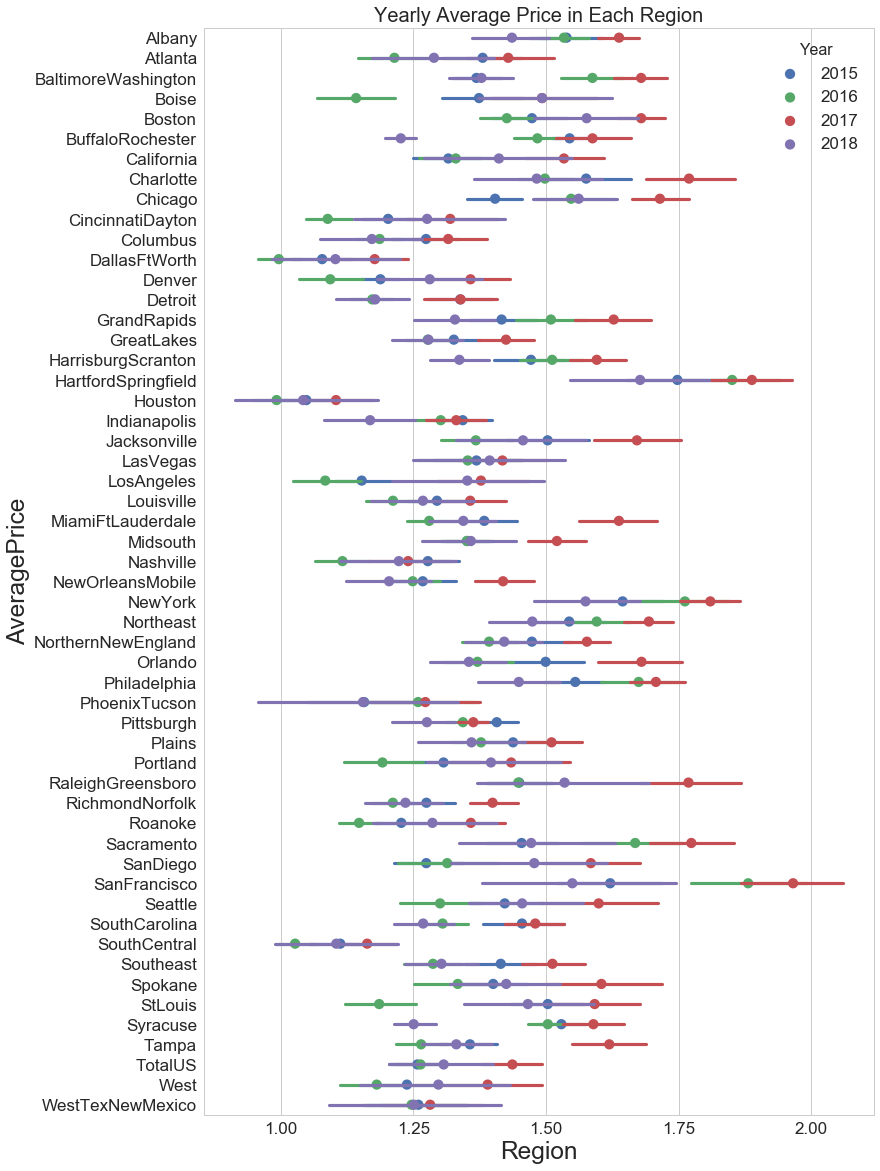 Yearly Average Price in Each Region
Year
2015
2016
2017
2018
AveragePrice
Albany
Atlanta
BaltimoreWashington
Boise
Boston
BuffaloRochester
California
Charlotte
Chicago
CincinnatiDayton
Columbus
DallasFtWorth
Denver
Detroit
GrandRapids
GreatLakes
HarrisburgScranton
HartfordSpringfield
Houston
Indianapolis
Jacksonville
LasVegas
LosAngeles
Louisville
MiamiFtLauderdale
Midsouth
Nashville
NewOrleansMobile
NewYork
Northeast
NorthernNewEngland
Orlando
Philadelphia
PhoenixTucson
Pittsburgh
Plains
Portland
RaleighGreensboro
RichmondNorfolk
Roanoke
Sacramento
SanDiego
SanFrancisco
Seattle
SouthCarolina
SouthCentral
Southeast
Spokane
StLouis
Syracuse
Tampa
TotalUS
West
WestTexNewMexico
1.00 1.25 1.50 1.75 2.00
Region